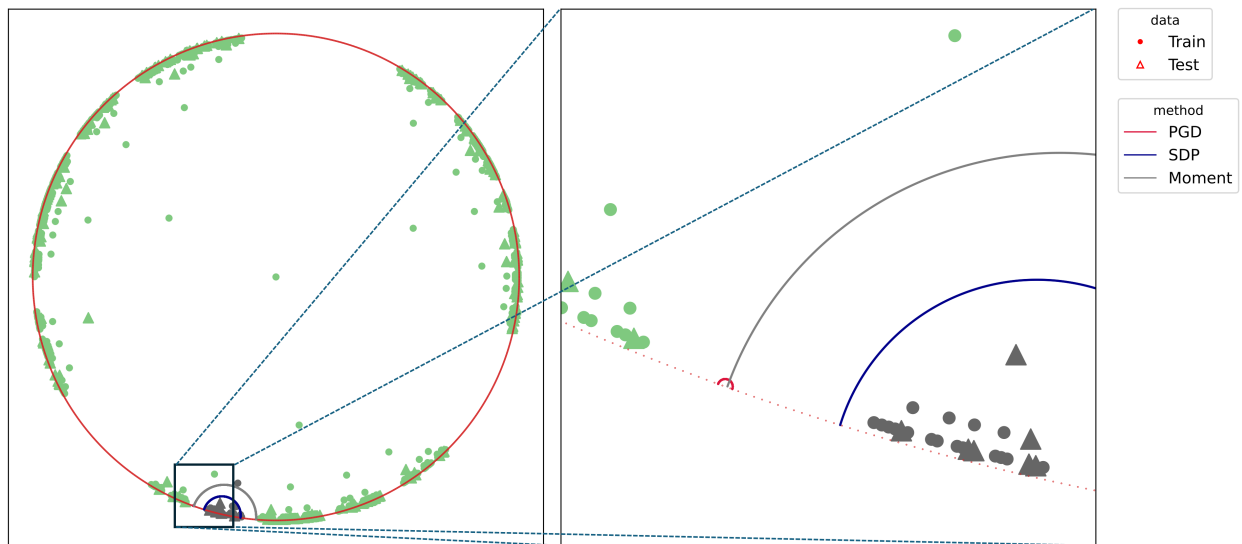 data
Train
Test
method
PGD
SDP
Moment